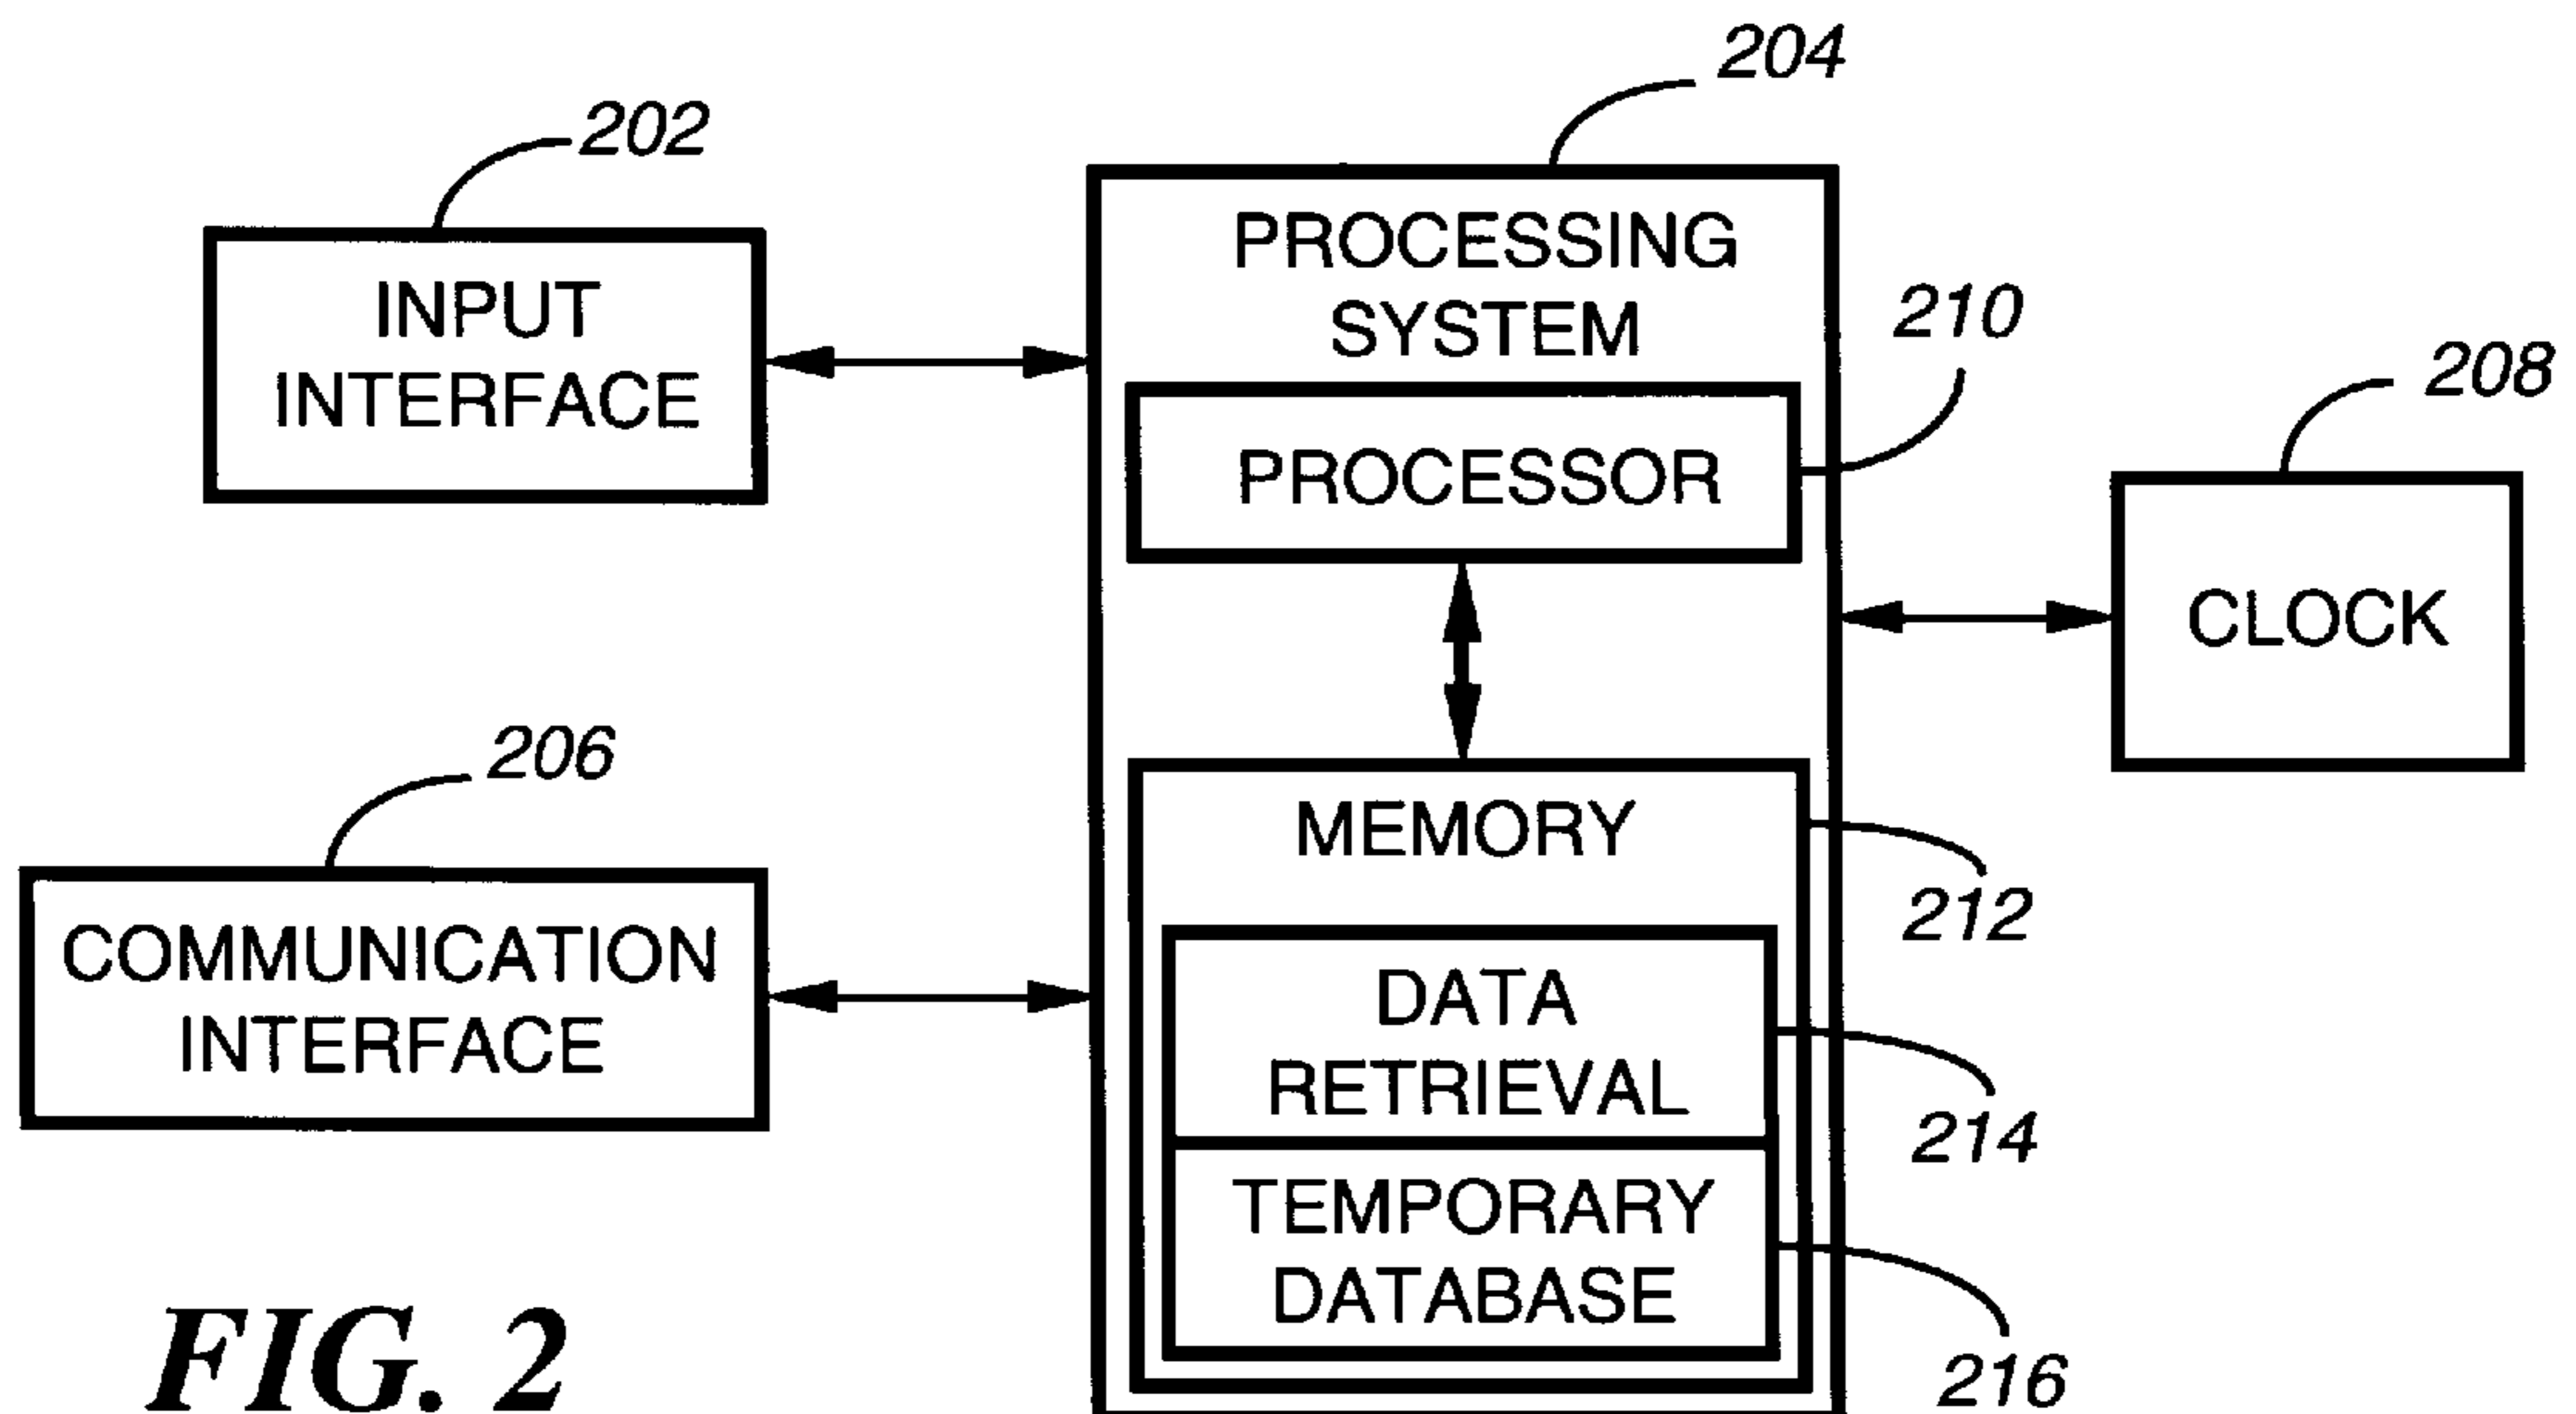 204
202
PROCESSING
SYSTEM
INPUT
INTERFACE
210
208
PROCESSOR
CLOCK
206
MEMORY
212
COMMUNICATION
INTERFACE
DATA
RETRIEVAL
214
TEMPORARY
DATABASE
216
FIG. 2